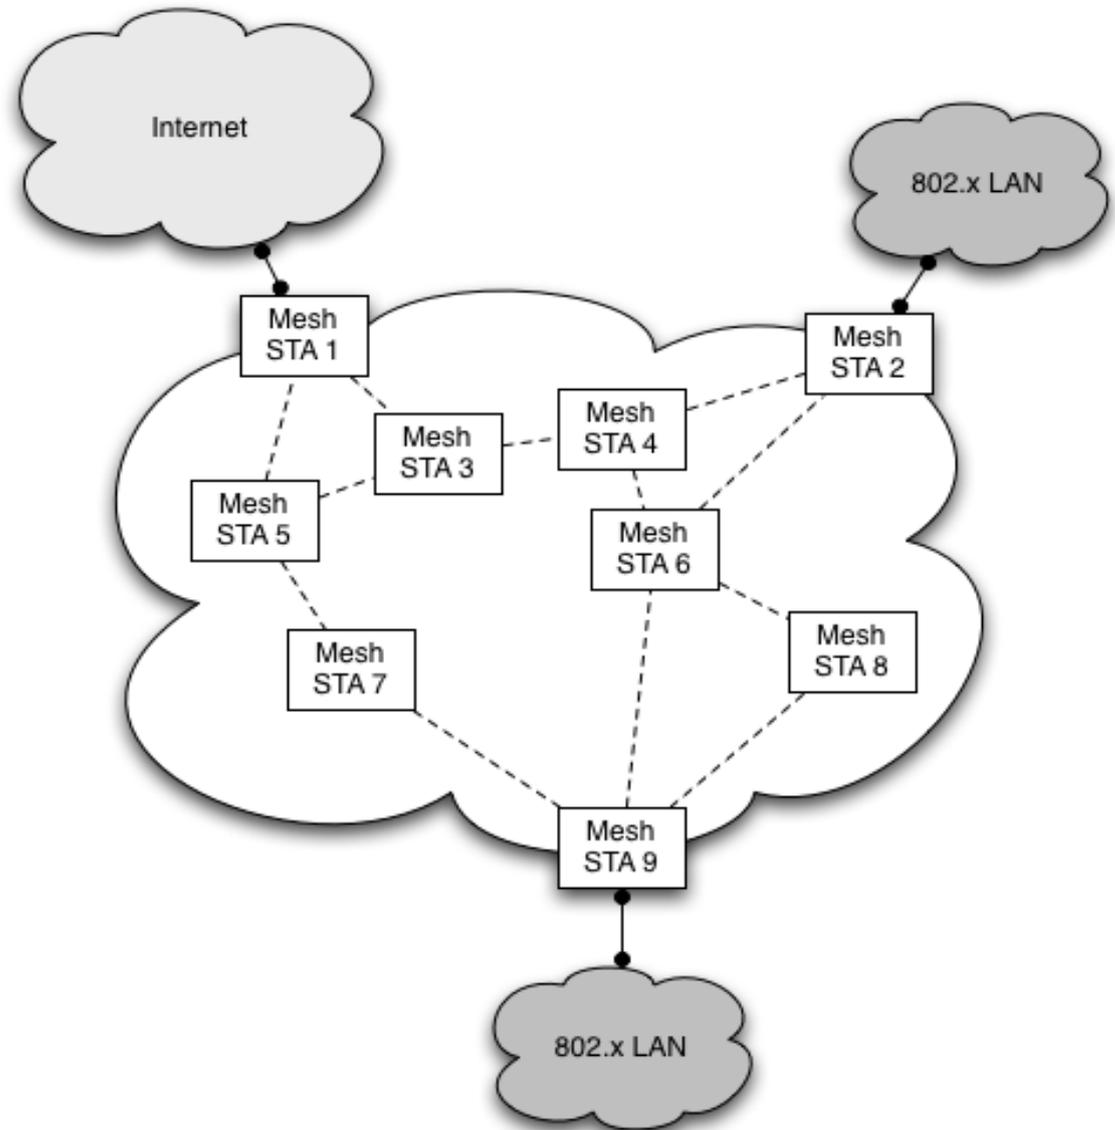 Internet
802.x LAN
Mesh
STA 1
Mesh
STA 2
Mesh
STA 3
Mesh
STA 4
Mesh
STA 5
Mesh
STA 6
Mesh
STA 7
Mesh
STA 8
Mesh
STA 9
802.x LAN